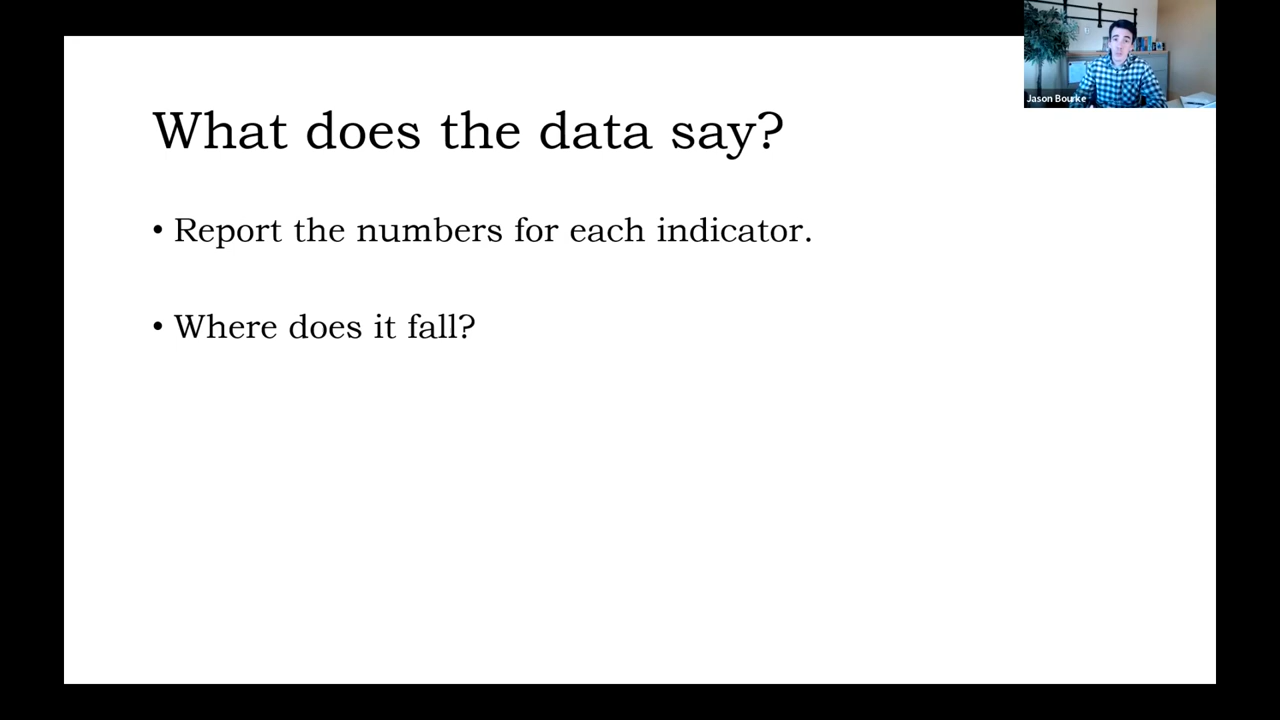 Jason Bourke
What does the data say?
• Report the numbers for each indicator.
• Where does it fall?